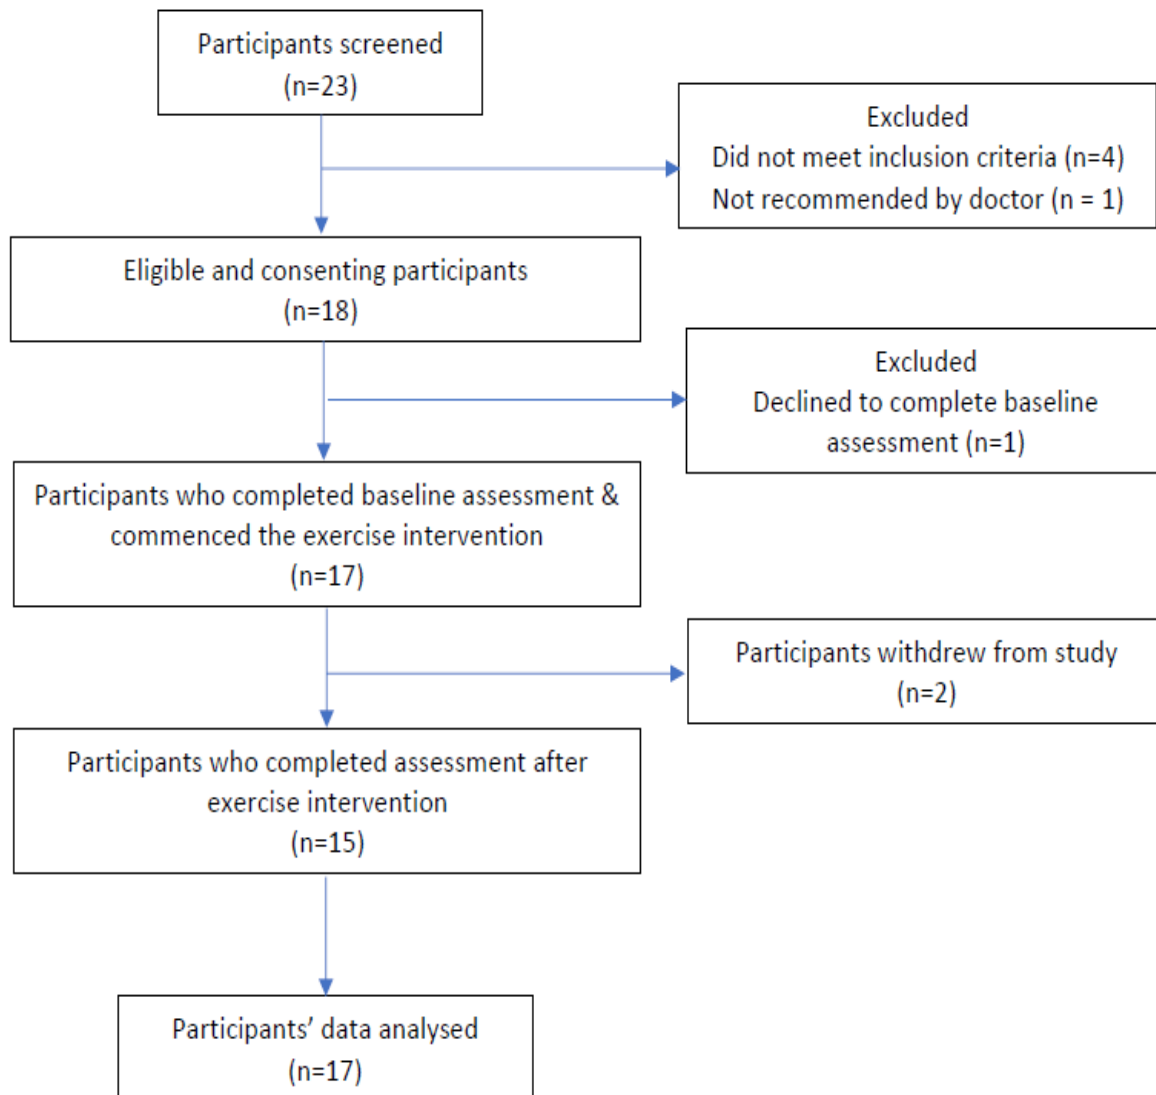 Participants screened
(n=23)
Excluded
Did not meet inclusion criteria (n=4)
Not recommended by doctor (n = 1)
Eligible and consenting participants
(n=18)
Excluded
Declined to complete baseline
assessment (n=1)
Participants who completed baseline assessment &
commenced the exercise intervention
(n=17)
Participants withdrew from study
(n=2)
Participants who completed assessment after
exercise intervention
(n=15)
Participants’ data analysed
(n=17)